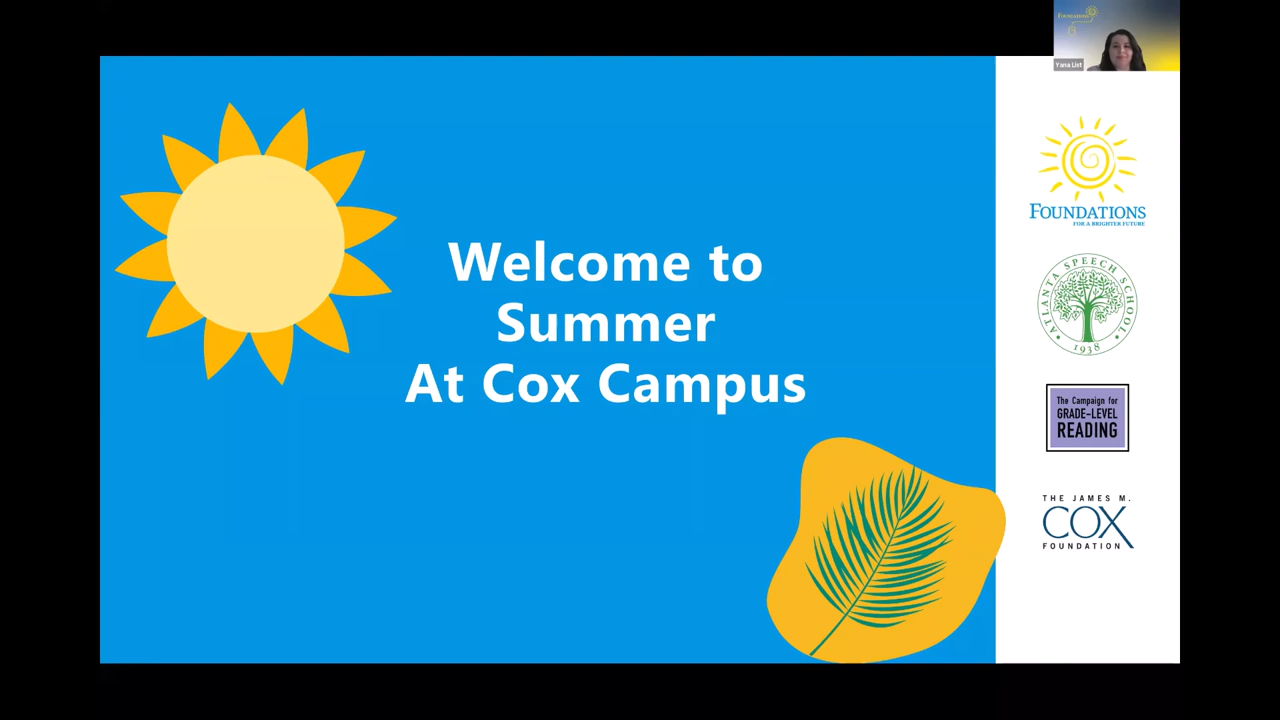 Welcome to
Summer
At Cox Campus
FOUNDATIONS
Yana List
FOUNDATIONS
FOR A BRIGHTER FUTURE
ATLANTA SPEECH SCHOOL
1938
The Campaign for
GRADE-LEVEL
READING
THE JAMES M.
COX
FOUNDATION